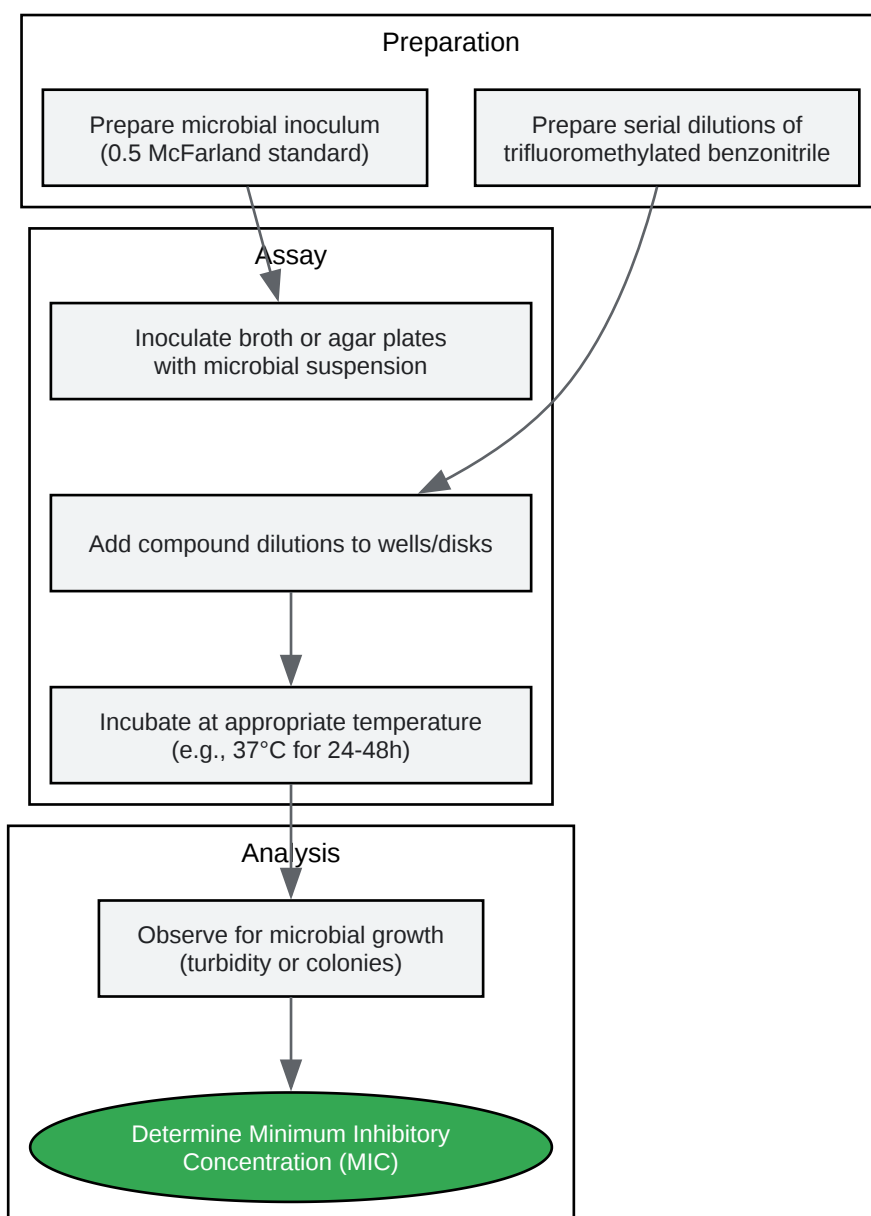 Preparation
Prepare microbial inoculum
(0.5 McFarland standard)
Prepare serial dilutions of
trifluoromethylated benzonitrile
Assay
Inoculate broth or agar plates
with microbial suspension
Add compound dilutions to wells/disks
Incubate at appropriate temperature
(e.g., 37°C for 24-48h)
Analysis
Observe for microbial growth
(turbidity or colonies)
Determine Minimum Inhibitory
Concentration (MIC)